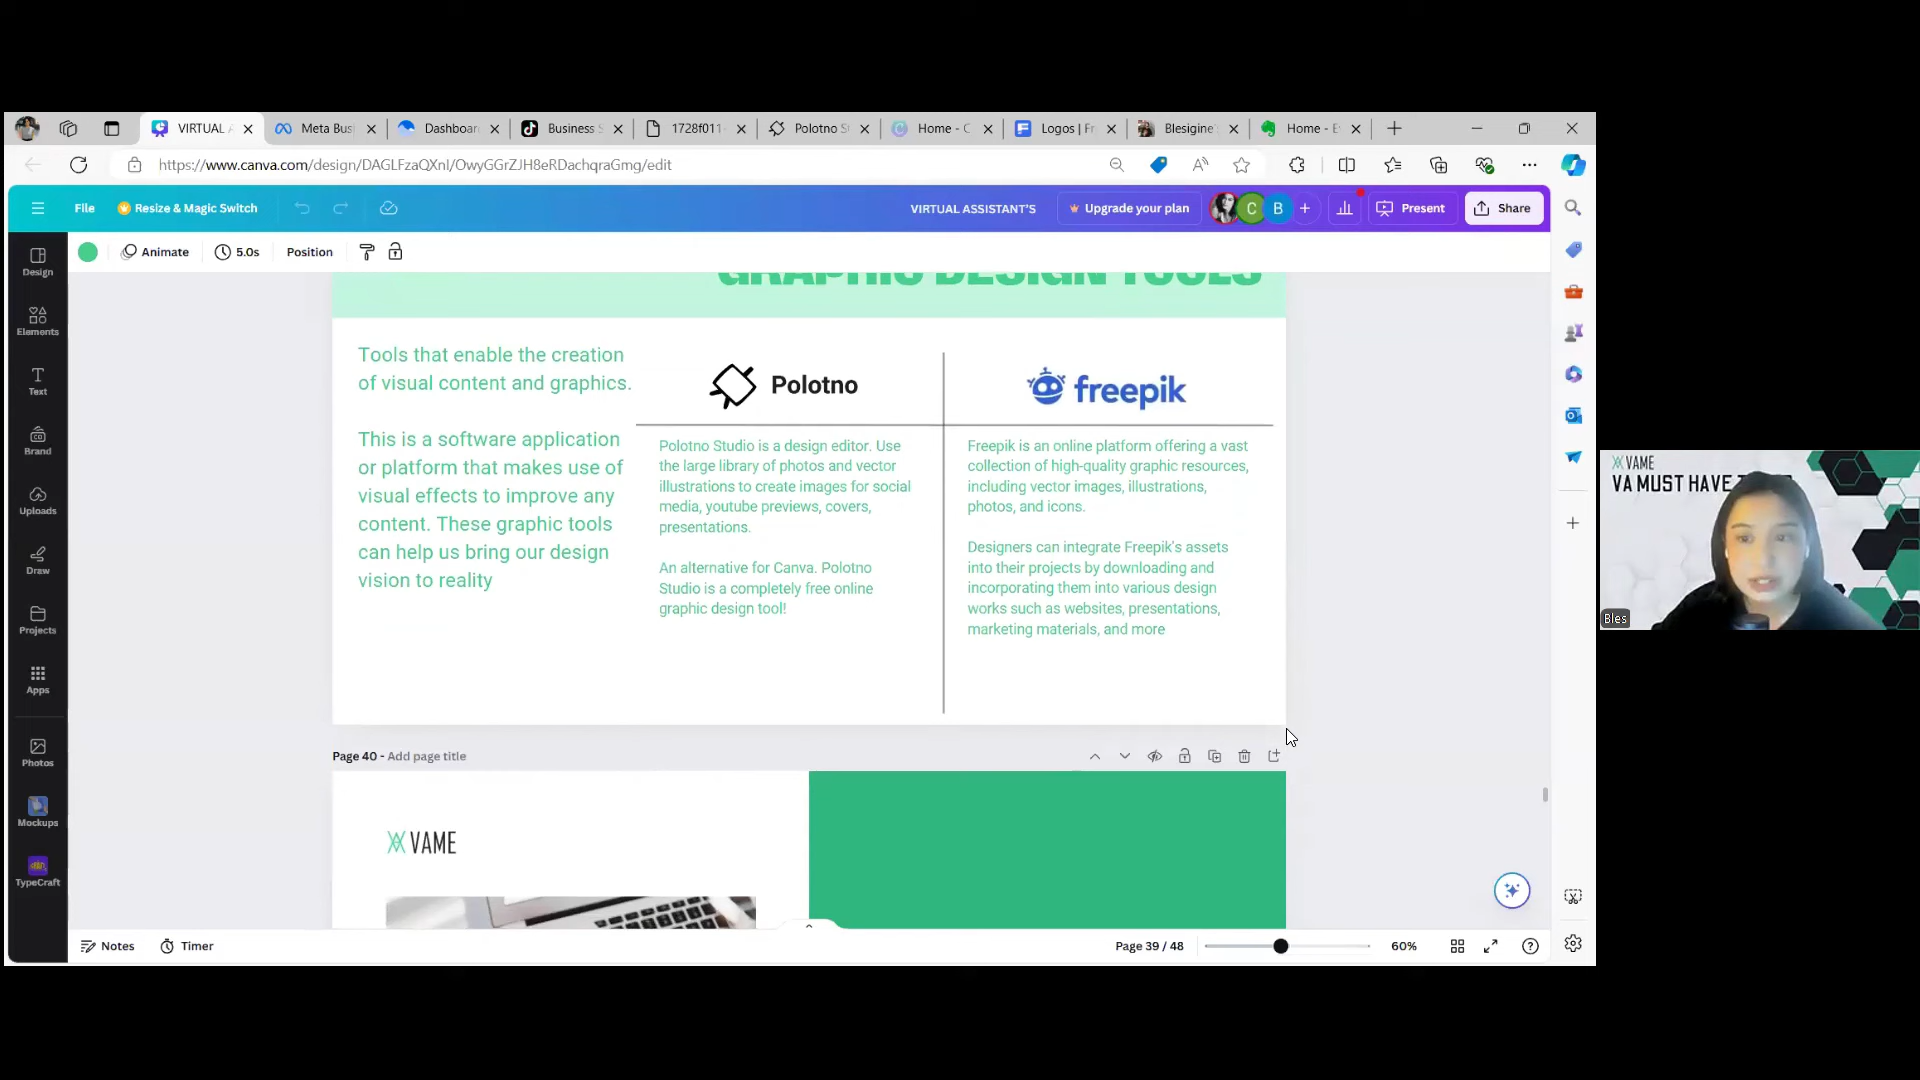 VIRTUAL A
Meta Bus
Dashboar
Business S
1728f011-
Polotno S
Home - C
Logos | Fr
Blesigine'
Home - E
https://www.canva.com/design/DAGLFzaQXnI/OwyGGrZJH8eRDachqraGmg/edit
File
Resize & Magic Switch
VIRTUAL ASSISTANT'S
Upgrade your plan
C
B
Present
Share
Animate
5.0s
Position
Design
Elements
Text
Brand
Uploads
Draw
Projects
Apps
Photos
Mockups
TypeCraft
GRAPHIC DESIGN TOOLS
Tools that enable the creation
of visual content and graphics.
This is a software application
or platform that makes use of
visual effects to improve any
content. These graphic tools
can help us bring our design
vision to reality
Polotno
Polotno Studio is a design editor. Use
the large library of photos and vector
illustrations to create images for social
media, youtube previews, covers,
presentations.
An alternative for Canva. Polotno
Studio is a completely free online
graphic design tool!
freepik
Freepik is an online platform offering a vast
collection of high-quality graphic resources,
including vector images, illustrations,
photos, and icons.
Designers can integrate Freepik's assets
into their projects by downloading and
incorporating them into various design
works such as websites, presentations,
marketing materials, and more
Page 40 - Add page title
VAME
Notes
Timer
Page 39 / 48
60%
VAME
VA MUST HAVE
Bles